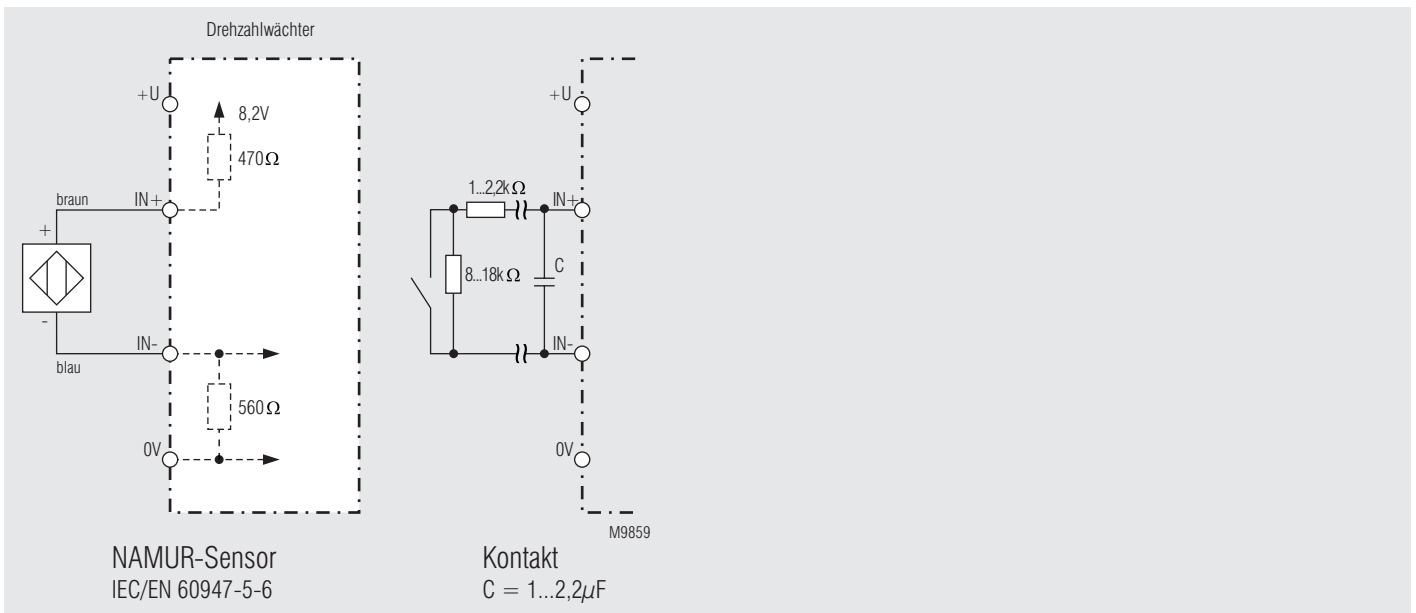 Drehzahlwächter
+U
8,2V
470Ω
braun
IN+
+
-
blau
IN-
560Ω
0V
NAMUR-Sensor
IEC/EN 60947-5-6
+U
1...2,2kΩ
IN+
8...18kΩ
C
IN-
0V
M9859
Kontakt
C = 1...2,2µF